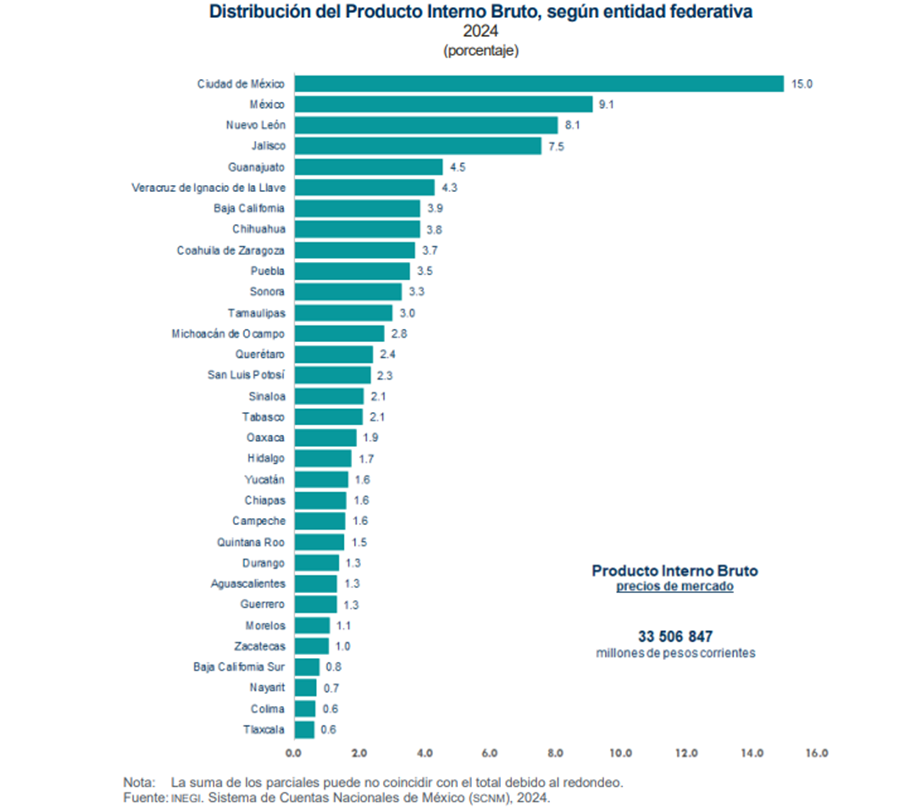 Distribución del Producto Interno Bruto, según entidad federativa
2024
(porcentaje)
Ciudad de México 15.0
México 9.1
Nuevo León 8.1
Jalisco 7.5
Guanajuato 4.5
Veracruz de Ignacio de la Llave 4.3
Baja California 3.9
Chihuahua 3.8
Coahuila de Zaragoza 3.7
Puebla 3.5
Sonora 3.3
Tamaulipas 3.0
Michoacán de Ocampo 2.8
Querétaro 2.4
San Luis Potosí 2.3
Sinaloa 2.1
Tabasco 2.1
Oaxaca 1.9
Hidalgo 1.7
Yucatán 1.6
Chiapas 1.6
Campeche 1.6
Quintana Roo 1.5
Durango 1.3
Aguascalientes 1.3
Guerrero 1.3
Morelos 1.1
Zacatecas 1.0
Baja California Sur 0.8
Nayarit 0.7
Colima 0.6
Tlaxcala 0.6
0.0 2.0 4.0 6.0 8.0 10.0 12.0 14.0 16.0
Producto Interno Bruto
precios de mercado
33 506 847
millones de pesos corrientes
Nota: La suma de los parciales puede no coincidir con el total debido al redondeo.
Fuente: INEGI. Sistema de Cuentas Nacionales de México (SCNM), 2024.